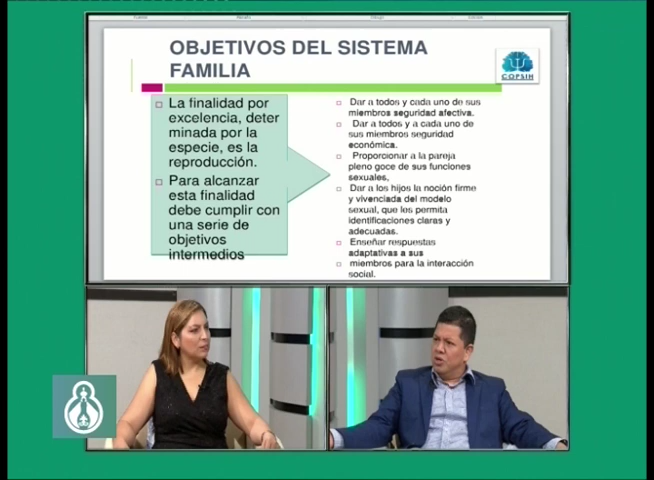 OBJETIVOS DEL SISTEMA
FAMILIA
COPSIH
La finalidad por
excelencia, deter
minada por la
especie, es la
reproducción.
Para alcanzar
esta finalidad
debe cumplir con
una serie de
objetivos
intermedios
Dar a todos y cada uno de sus
miembros seguridad afectiva.
Dar a todos y a cada uno de
sus miembros seguridad
económica.
Proporcionar a la pareja
pleno goce de sus funciones
sexuales,
Dar a los hijos la noción firme
y vivenciada del modelo
sexual, que les permita
identificaciones claras y
adecuadas.
Enseñar respuestas
adaptativas a sus
miembros para la interacción
social.